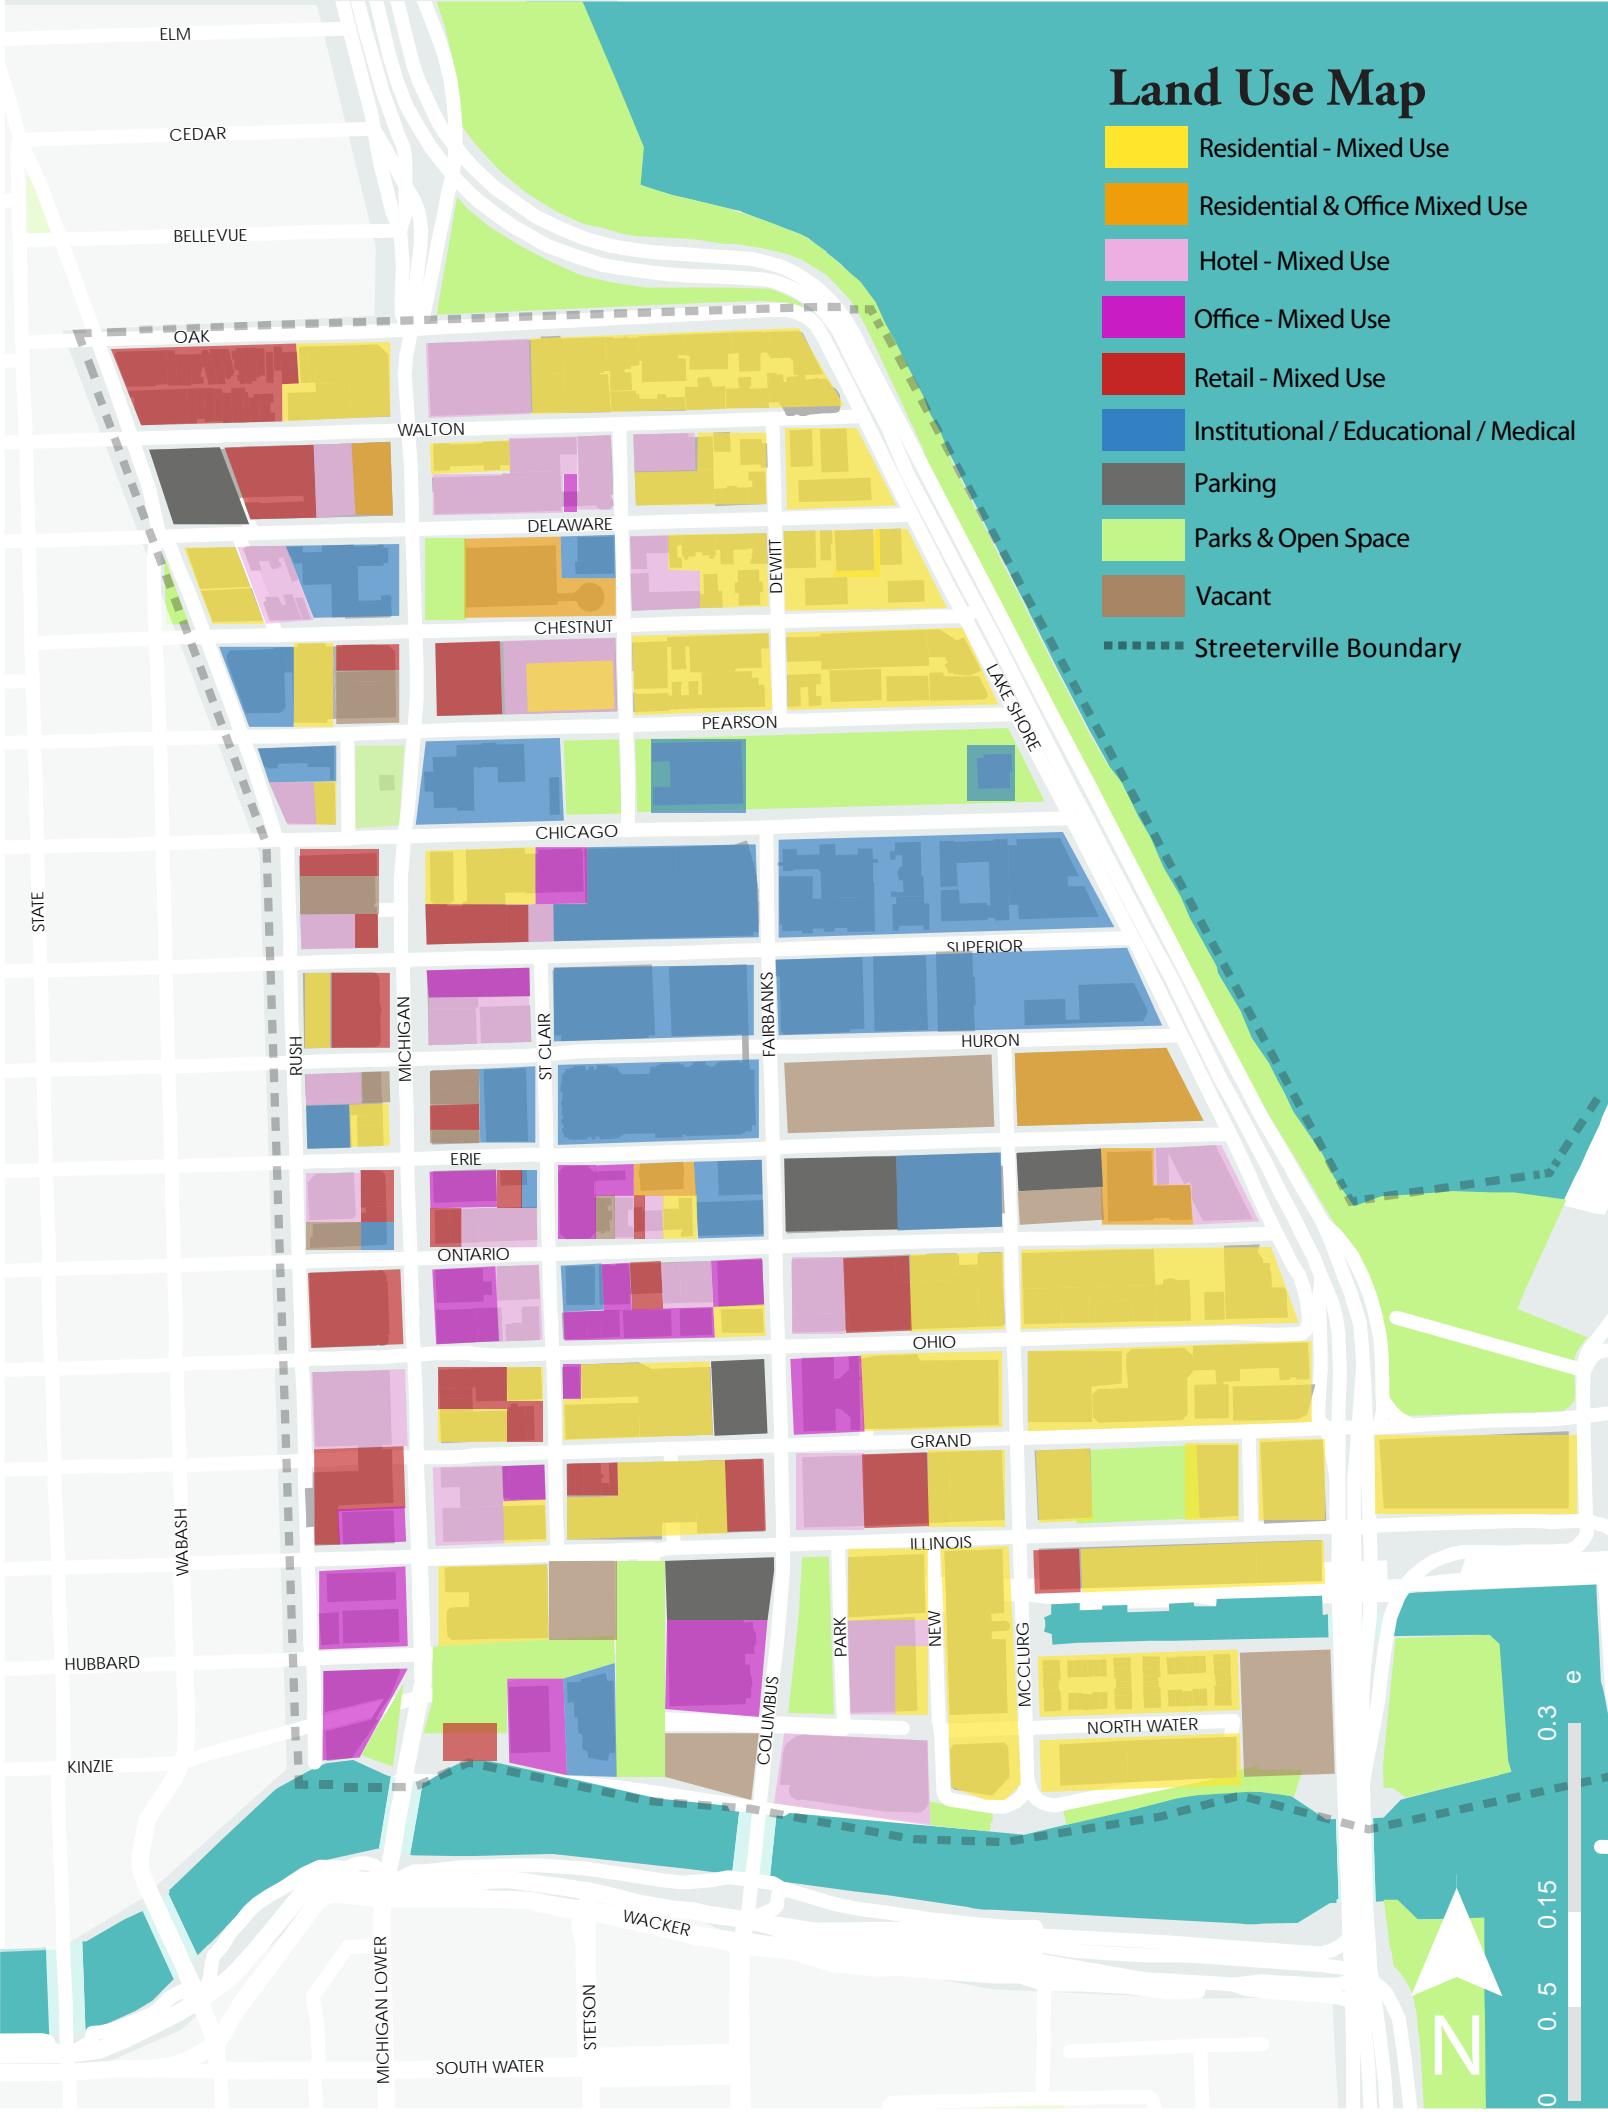 ELM
Land Use Map
CEDAR
Residential - Mixed Use
Residential & Office Mixed Use
BELLEVUE
Hotel - Mixed Use
Office - Mixed Use
OAK
Retail - Mixed Use
WALTON
Institutional / Educational / Medical
Parking
DELAWARE
Parks & Open Space
DEWITT
Vacant
CHESTNUT
Streeterville Boundary
LAKE SHORE
PEARSON
CHICAGO
STATE
SUPERIOR
RUSH
MICHIGAN
ST CLAIR
FAIRBANKS
HURON
ERIE
ONTARIO
OHIO
GRAND
WABASH
ILLINOIS
PARK
NEW
MCCLURG
HUBBARD
COLUMBUS
NORTH WATER
KINZIE
e
0.3
0.15
0. 5
0
WACKER
MICHIGAN LOWER
STETSON
N
SOUTH WATER